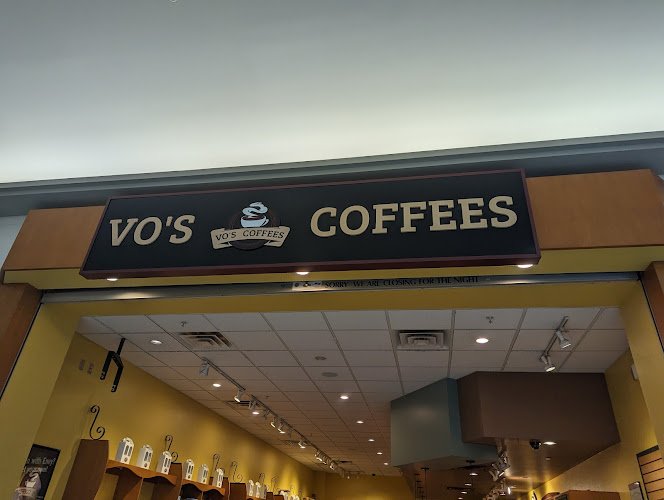 VO'S VO'S COFFEES COFFEES
SORRY WE ARE CLOSING FOR THE NIGHT